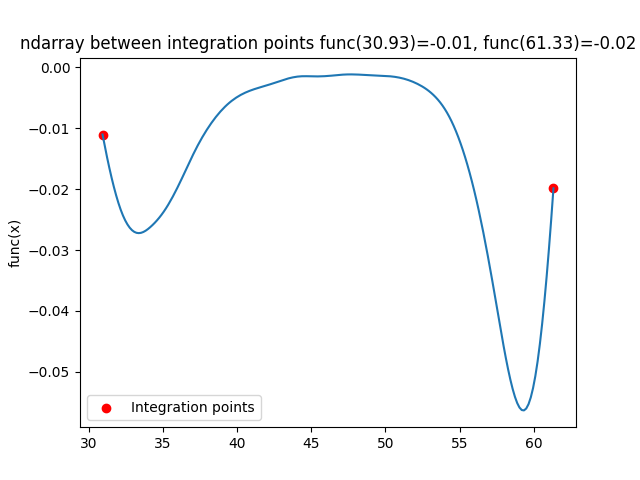 ndarray between integration points func(30.93)=-0.01, func(61.33)=-0.02
0.00
−0.01
−0.02
−0.03
−0.04
−0.05
func(x)
Integration points
30 35 40 45 50 55 60